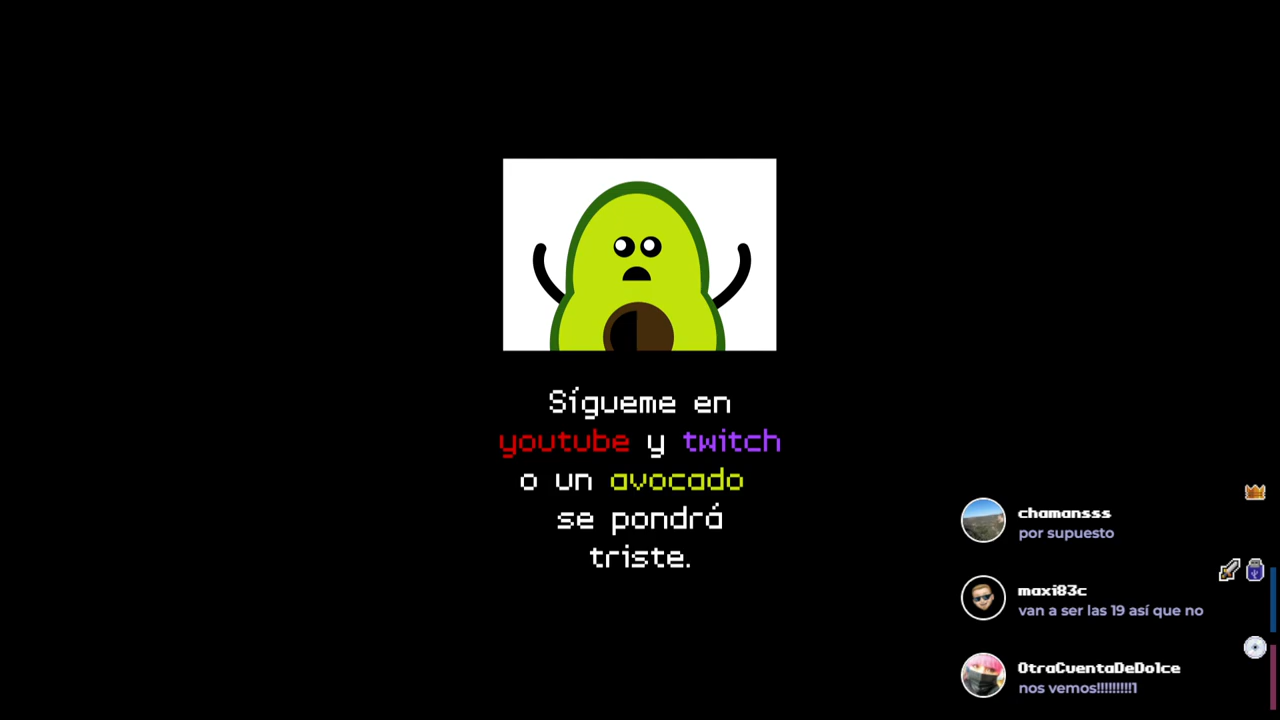 Sígueme en
youtube y twitch
o un avocado
se pondrá
triste.
chamansss
por supuesto
maxi83c
van a ser las 19 así que no
OtraCuentaDeDolce
nos vemos!!!!!!!!!1